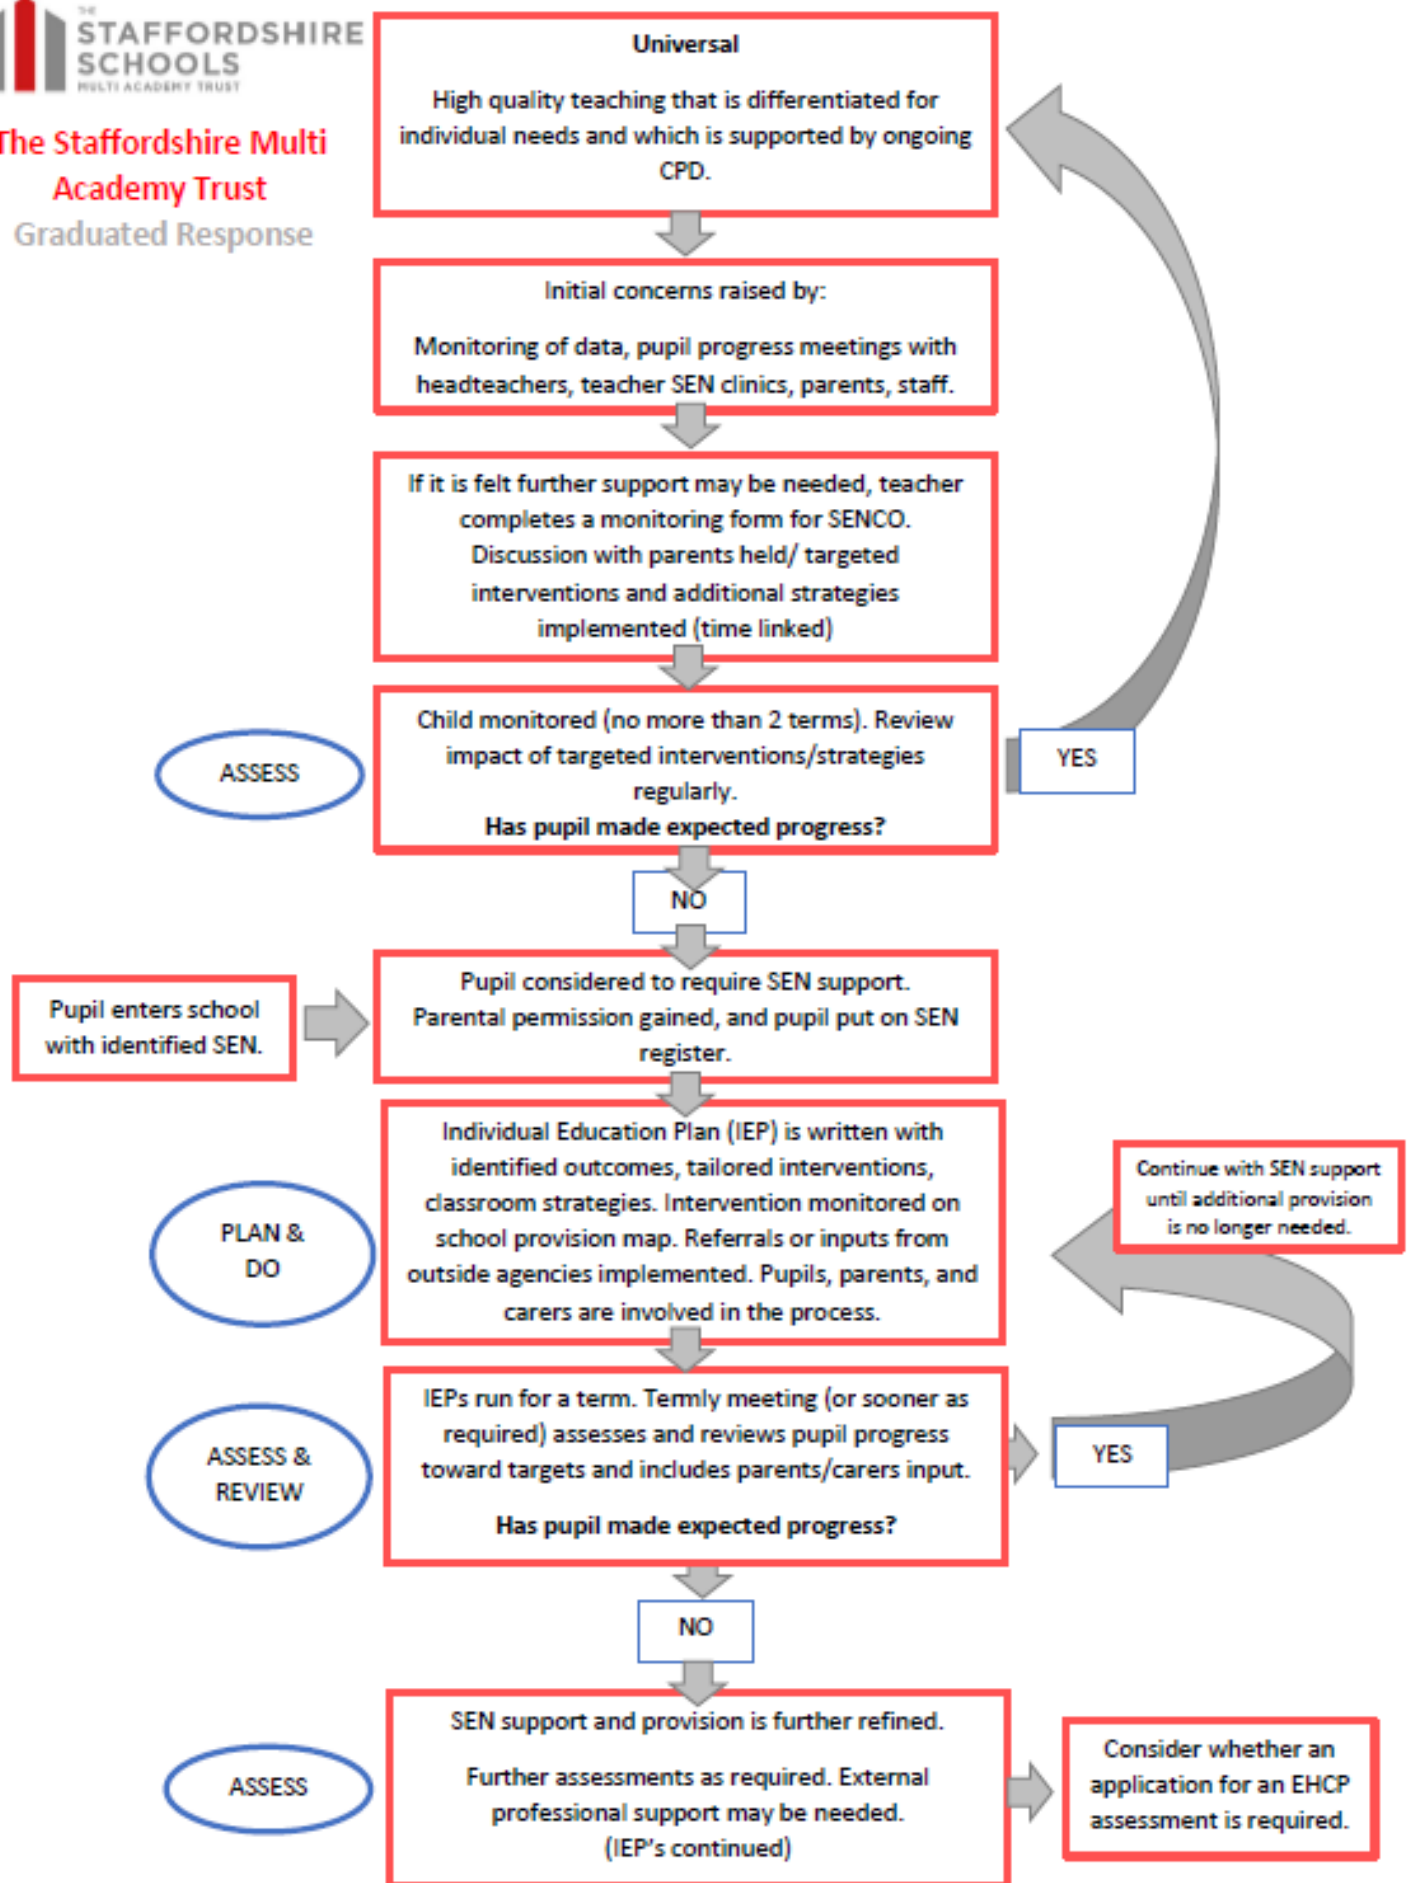 THE
STAFFORDSHIRE
SCHOOLS
MULTI ACADEMY TRUST
The Staffordshire Multi
Academy Trust
Graduated Response
Universal
High quality teaching that is differentiated for
individual needs and which is supported by ongoing
CPD.
Initial concerns raised by:
Monitoring of data, pupil progress meetings with
headteachers, teacher SEN clinics, parents, staff.
If it is felt further support may be needed, teacher
completes a monitoring form for SENCO.
Discussion with parents held/ targeted
interventions and additional strategies
implemented (time linked)
ASSESS
Child monitored (no more than 2 terms). Review
impact of targeted interventions/strategies
regularly.
Has pupil made expected progress?
YES
NO
Pupil enters school
with identified SEN.
Pupil considered to require SEN support.
Parental permission gained, and pupil put on SEN
register.
PLAN &
DO
Individual Education Plan (IEP) is written with
identified outcomes, tailored interventions,
classroom strategies. Intervention monitored on
school provision map. Referrals or inputs from
outside agencies implemented. Pupils, parents, and
carers are involved in the process.
Continue with SEN support
until additional provision
is no longer needed.
ASSESS &
REVIEW
IEPs run for a term. Termly meeting (or sooner as
required) assesses and reviews pupil progress
toward targets and includes parents/carers input.
Has pupil made expected progress?
YES
NO
ASSESS
SEN support and provision is further refined.
Further assessments as required. External
professional support may be needed.
(IEP's continued)
Consider whether an
application for an EHCP
assessment is required.